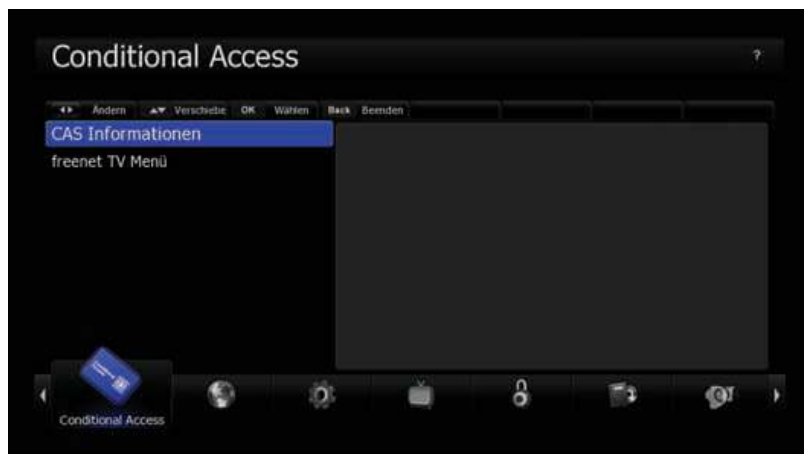 Conditional Access
?
Ändern Verschiebe OK Wählen Back Beenden
CAS Informationen
freenet TV Menü
Conditional Access